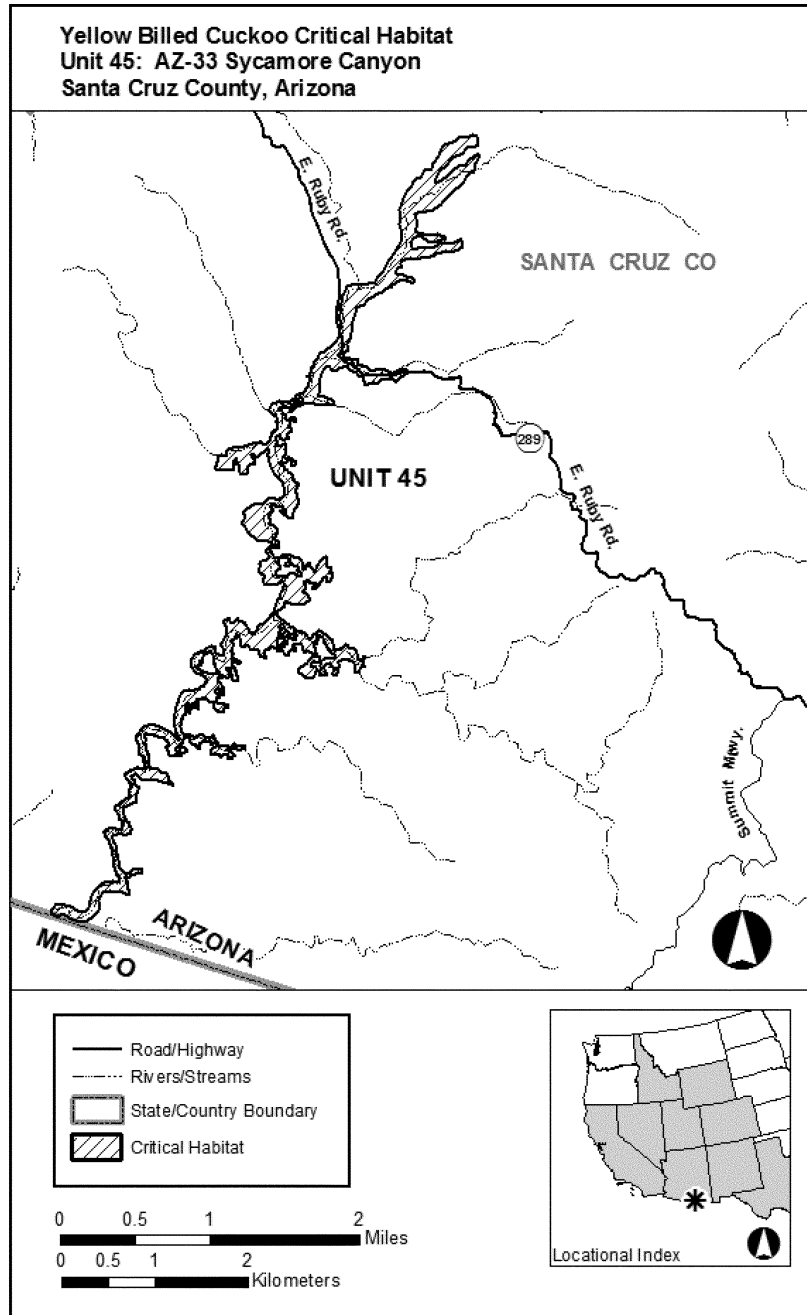 Yellow Billed Cuckoo Critical Habitat
Unit 45: AZ-33 Sycamore Canyon
Santa Cruz County, Arizona
E. Ruby Rd.
SANTA CRUZ CO
289
UNIT 45
E. Ruby Rd.
Summit Mtwy.
ARIZONA
MEXICO
Road/Highway
Rivers/Streams
State/Country Boundary
Critical Habitat
0 0.5 1 2
Miles
0 0.5 1 2
Kilometers
Locational Index